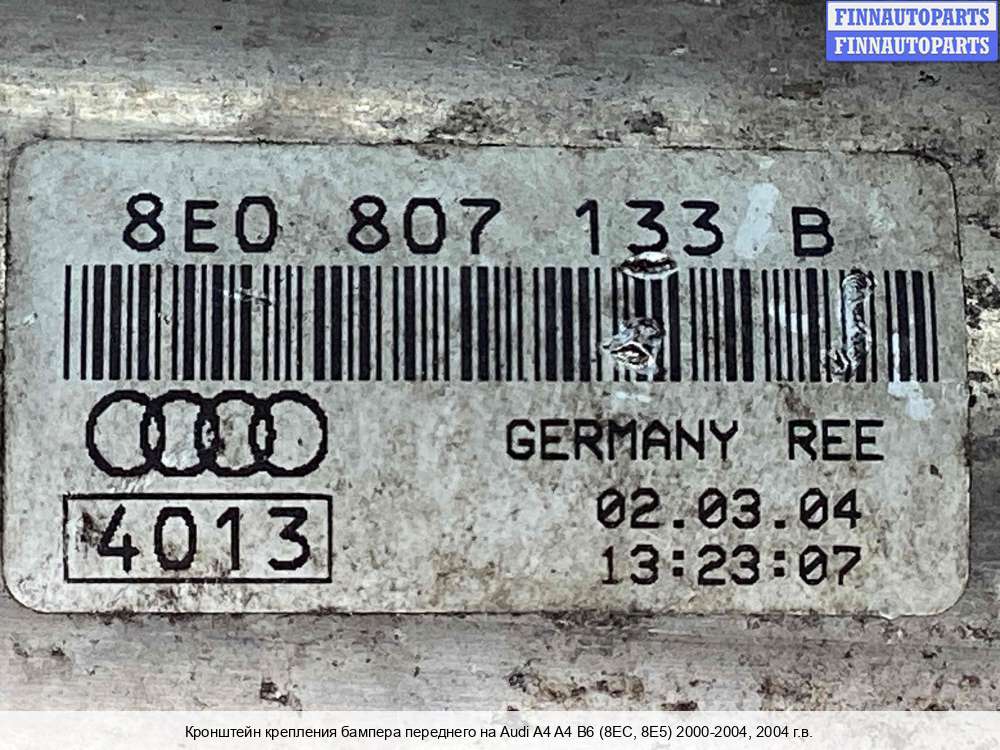 FINNAUTOPARTS
FINNAUTOPARTS
8E0 807 133 B
GERMANY REE
4013
02.03.04
13:23:07
Кронштейн крепления бампера переднего на Audi A4 A4 B6 (8EC, 8E5) 2000-2004, 2004 г.в.